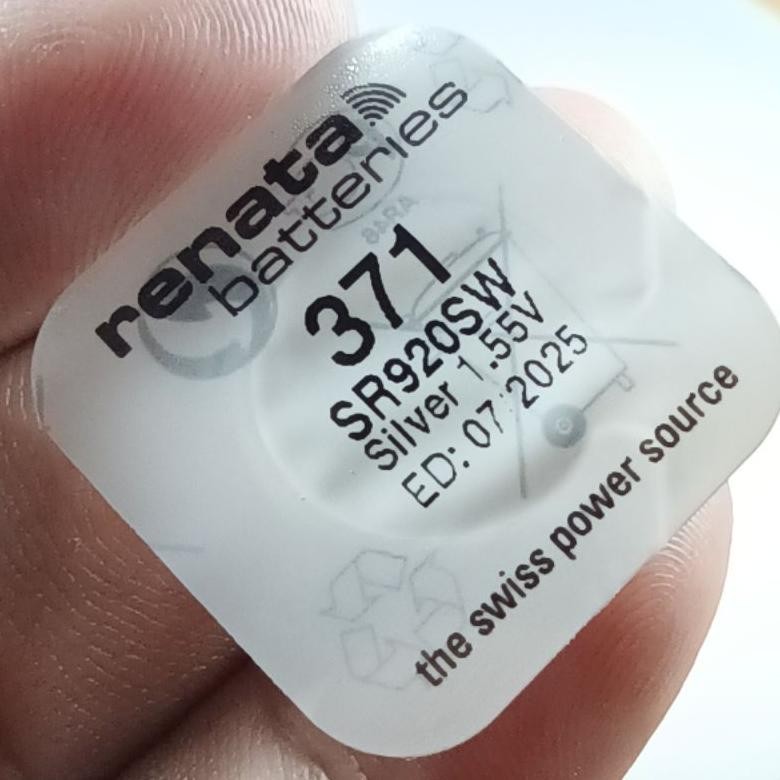 renata
batteries
371
SR920SW
Silver 1.55V
ED: 07.2025
the swiss power source